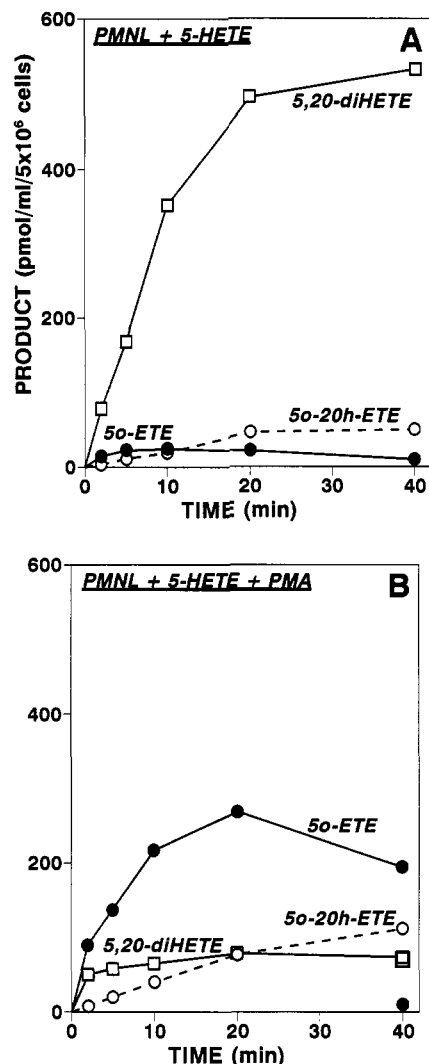 PMNL + 5-HETE
A
600
400
200
0
5,20-diHETE
5o-ETE
5o-20h-ETE
0 10 20 30 40
TIME (min)
PRODUCT (pmol/ml/5x10⁶ cells)
PMNL + 5-HETE + PMA
B
600
400
200
0
5o-ETE
5o-20h-ETE
5,20-diHETE
0 10 20 30 40
TIME (min)